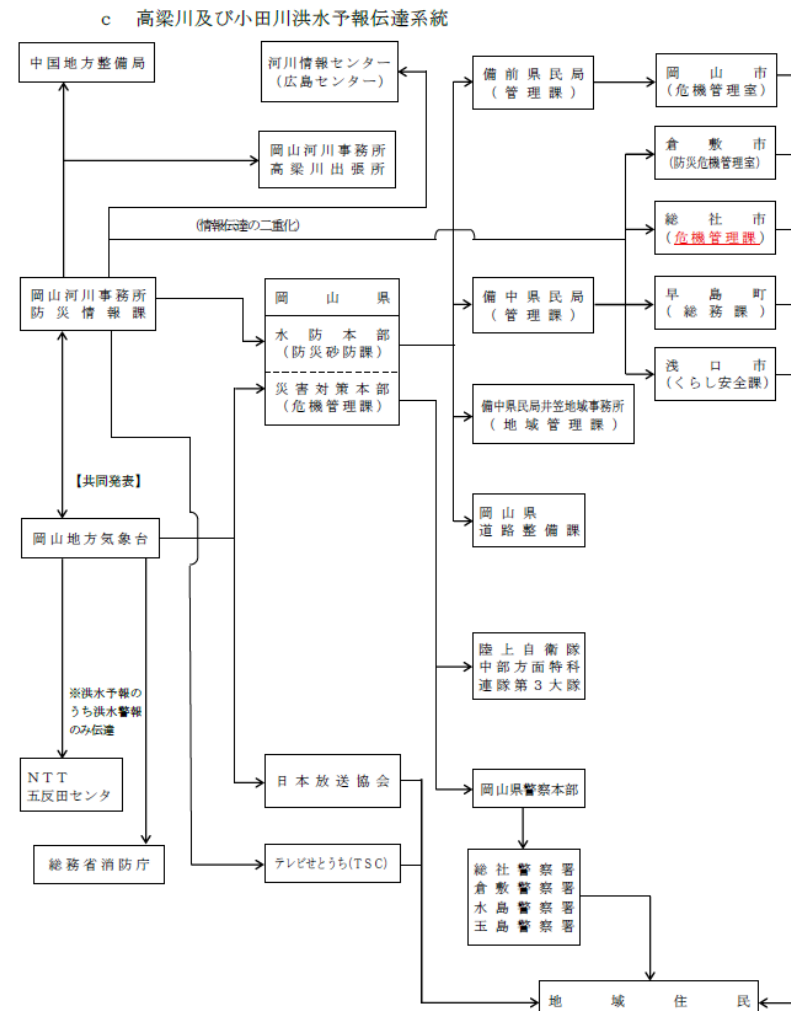 c 高梁川及び小田川洪水予報伝達系統
中国地方整備局
河川情報センター
(広島センター)
備前県民局
(管理課)
岡山市
(危機管理室)
岡山河川事務所
高梁川出張所
倉敷市
(防災危機管理室)
(情報伝達の二重化)
総社市
(危機管理課)
岡山河川事務所
防災情報課
岡山県
水防本部
(防災砂防課)
災害対策本部
(危機管理課)
備中県民局
(管理課)
早島町
(総務課)
浅口市
(くらし安全課)
備中県民局井笠地域事務所
(地域管理課)
【共同発表】
岡山地方気象台
岡山県
道路整備課
陸上自衛隊
中部方面特科
連隊第3大隊
※洪水予報の
うち洪水警報
のみ伝達
NTT
五反田センタ
日本放送協会
岡山県警察本部
総務省消防庁
テレビせとうち(TSC)
総社警察署
倉敷警察署
水島警察署
玉島警察署
地域住民